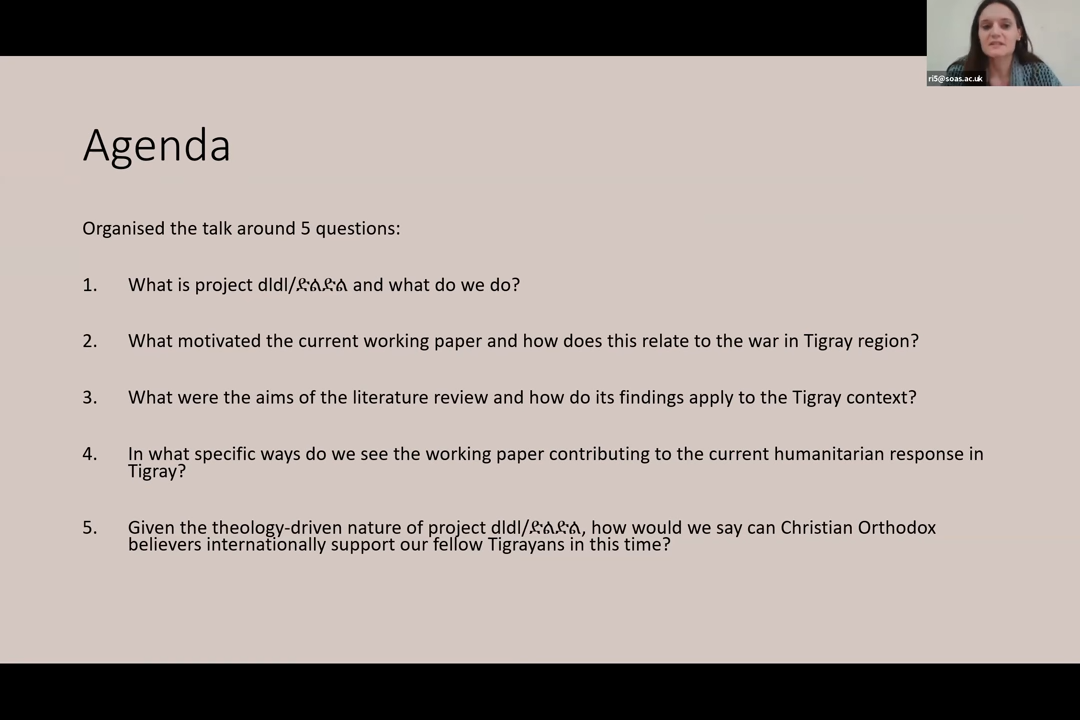 ri5@soas.ac.uk
Agenda
Organised the talk around 5 questions:
1. What is project dldl/ድልድል and what do we do?
2. What motivated the current working paper and how does this relate to the war in Tigray region?
3. What were the aims of the literature review and how do its findings apply to the Tigray context?
4. In what specific ways do we see the working paper contributing to the current humanitarian response in
Tigray?
5. Given the theology-driven nature of project dldl/ድልድል, how would we say can Christian Orthodox
believers internationally support our fellow Tigrayans in this time?